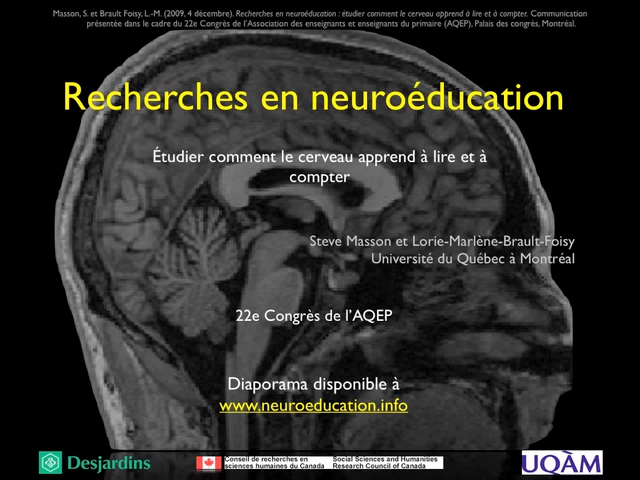 Masson, S. et Brault Foisy, L.-M. (2009, 4 décembre). Recherches en neuroéducation : étudier comment le cerveau apprend à lire et à compter. Communication
présentée dans le cadre du 22e Congrès de l'Association des enseignants et enseignants du primaire (AQEP), Palais des congrès, Montréal.
Recherches en neuroéducation
Étudier comment le cerveau apprend à lire et à
compter
Steve Masson et Lorie-Marlène-Brault-Foisy
Université du Québec à Montréal
22e Congrès de l'AQEP
Diaporama disponible à
www.neuroeducation.info
Desjardins
Conseil de recherches en
sciences humaines du Canada
Social Sciences and Humanities
Research Council of Canada
UQÀM